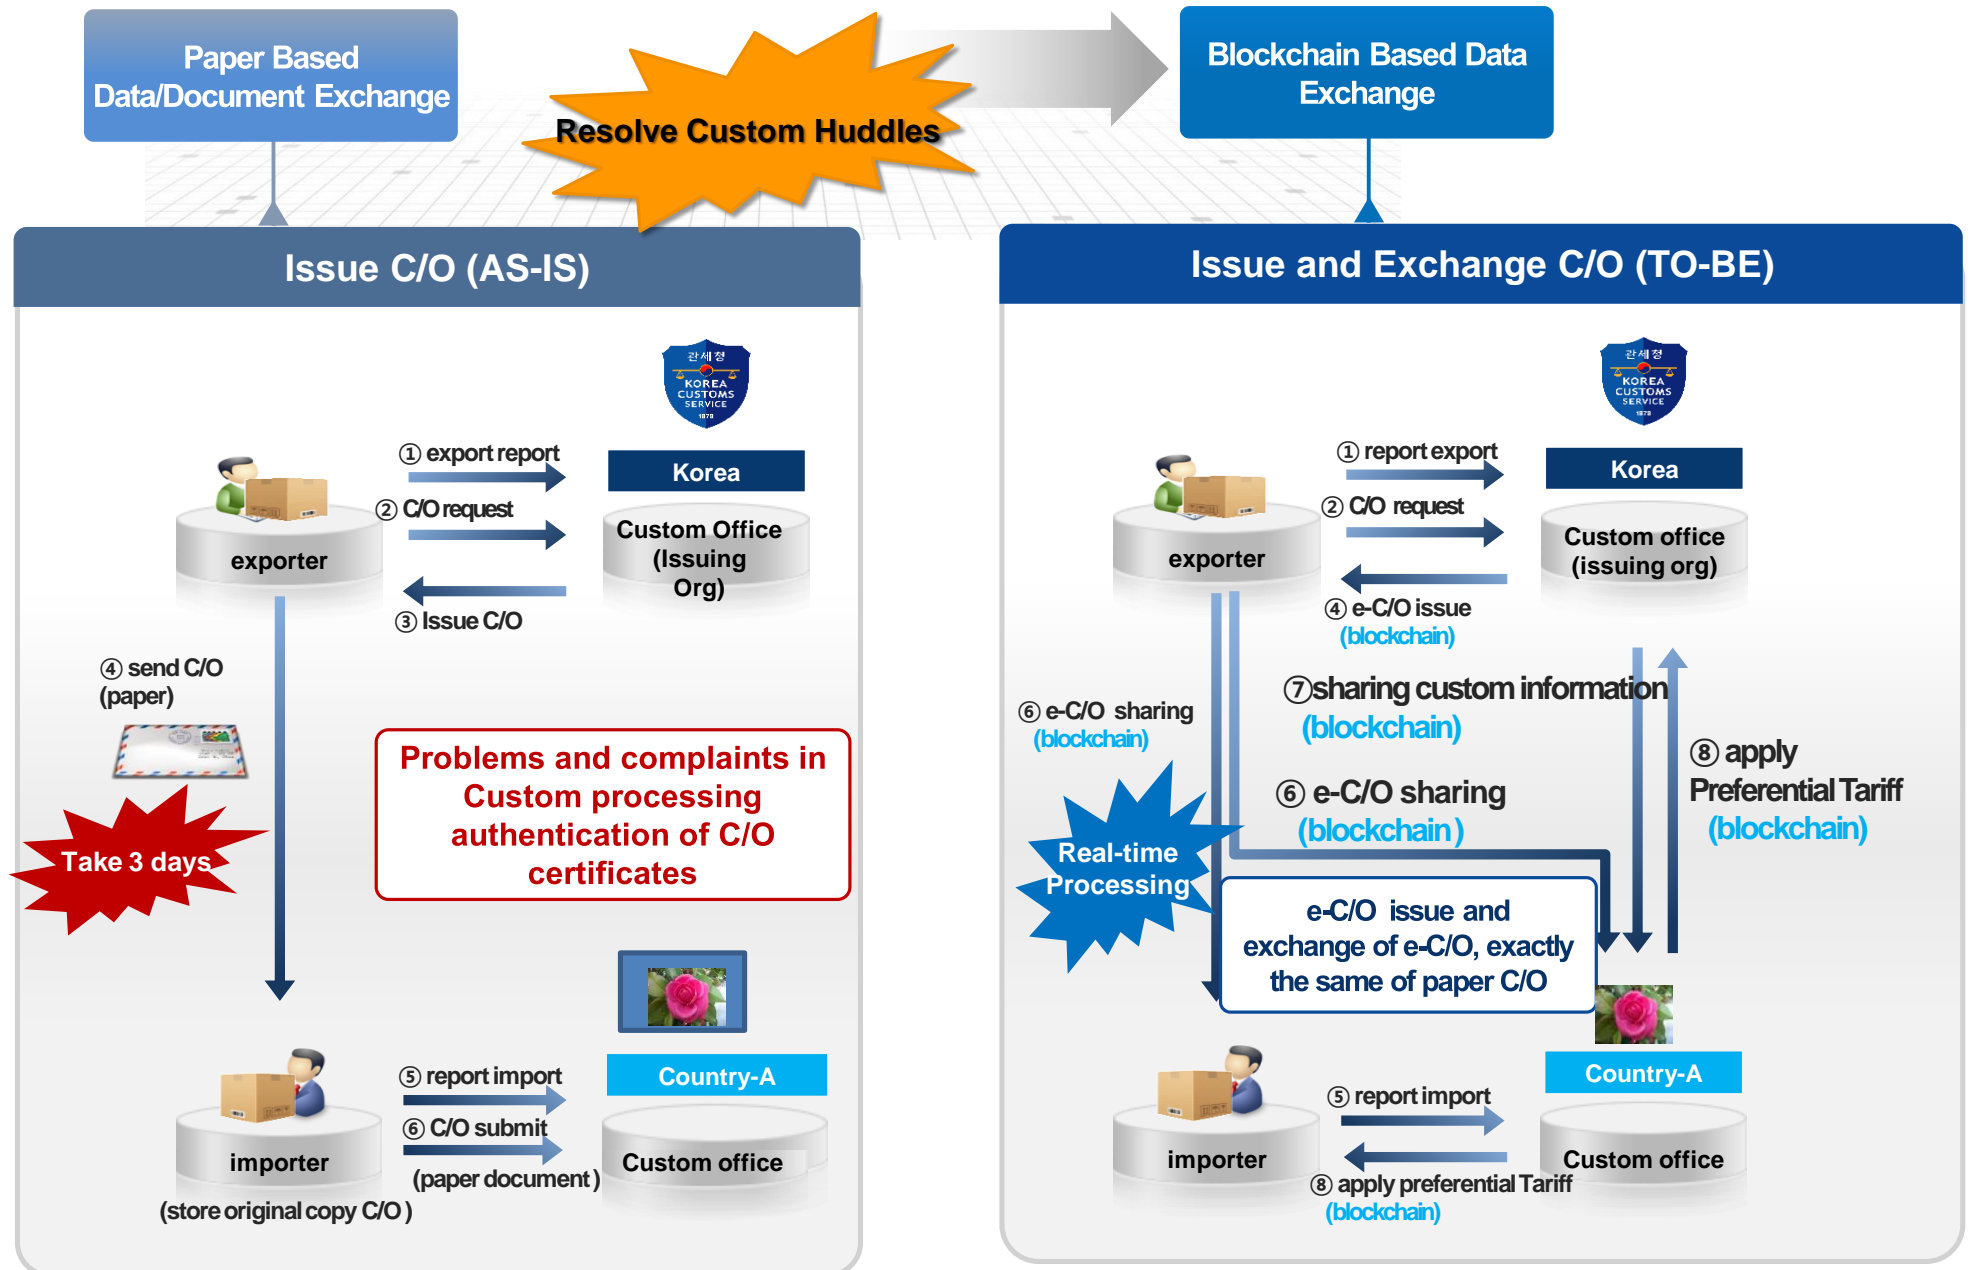 Paper Based
Data/Document Exchange
Resolve Custom Huddles
Blockchain Based Data
Exchange
Issue C/O (AS-IS)
관세청
KOREA
CUSTOMS
SERVICE
1878
① export report
Korea
② C/O request
Custom Office
(Issuing
Org)
exporter
③ Issue C/O
④ send C/O
(paper)
Problems and complaints in
Custom processing
authentication of C/O
certificates
Take 3 days
⑤ report import
Country-A
⑥ C/O submit
importer
(paper document)
Custom office
(store original copy C/O)
Issue and Exchange C/O (TO-BE)
관세청
KOREA
CUSTOMS
SERVICE
1878
① report export
Korea
② C/O request
Custom office
(issuing org)
exporter
④ e-C/O issue
(blockchain)
⑦sharing custom information
(blockchain)
⑥ e-C/O sharing
(blockchain)
⑧ apply
Preferential Tariff
(blockchain)
⑥ e-C/O sharing
(blockchain)
Real-time
Processing
e-C/O issue and
exchange of e-C/O, exactly
the same of paper C/O
Country-A
⑤ report import
importer
Custom office
⑧ apply preferential Tariff
(blockchain)